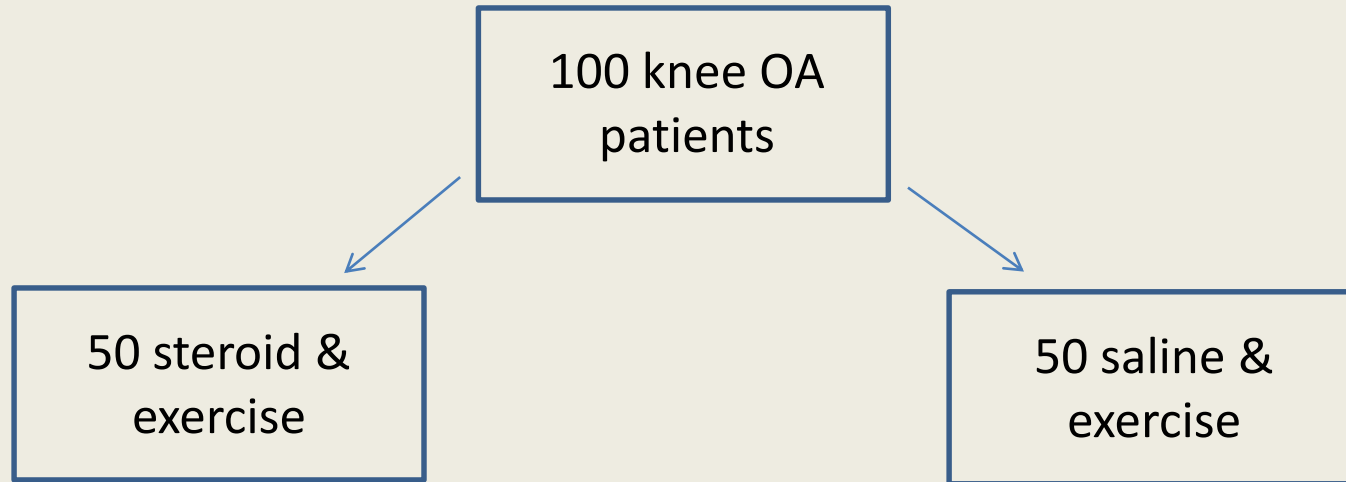 100 knee OA
patients
50 steroid &
exercise
50 saline &
exercise